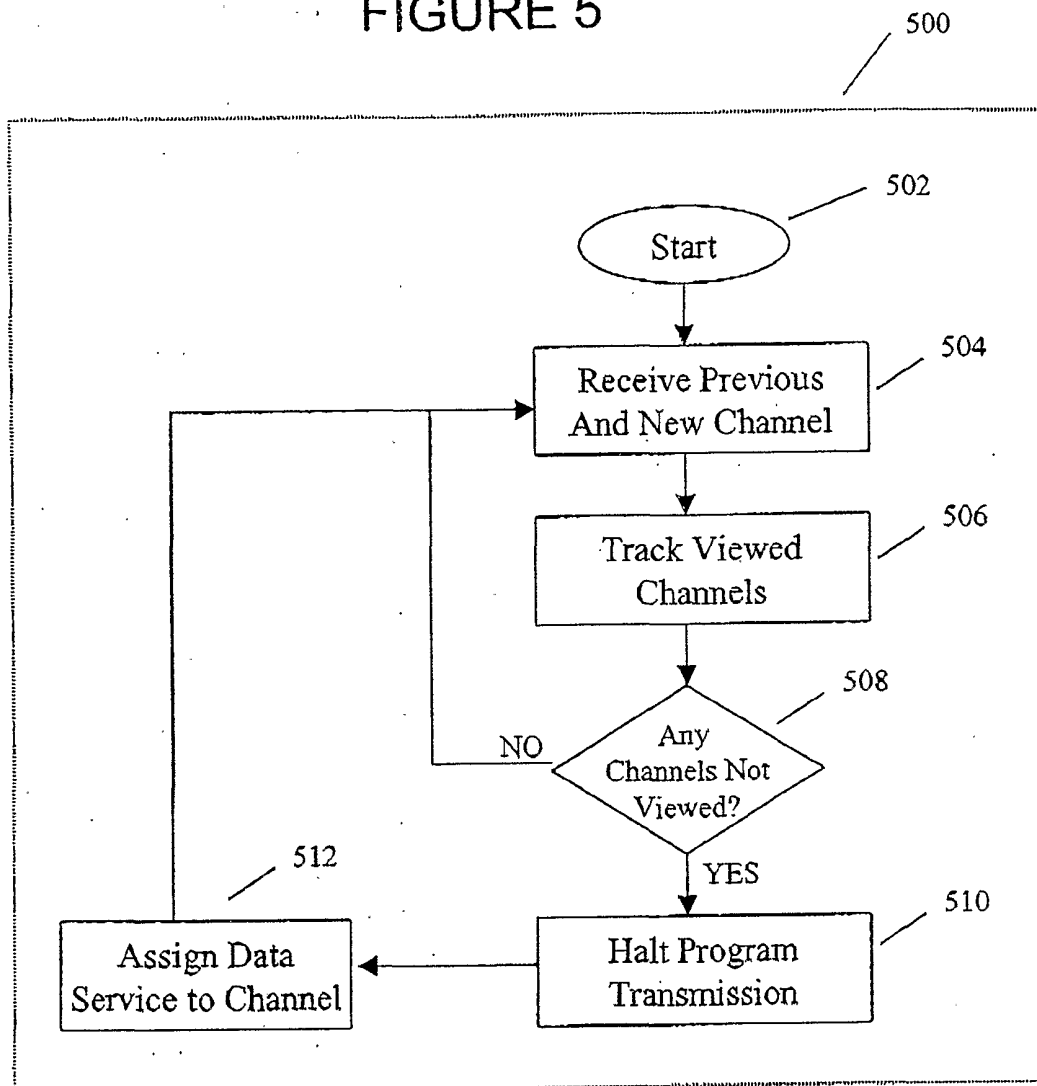 FIGURE 5
500
502
Start
504
Receive Previous
And New Channel
506
Track Viewed
Channels
508
Any
Channels Not
Viewed?
NO
YES
512
510
Assign Data
Service to Channel
Halt Program
Transmission